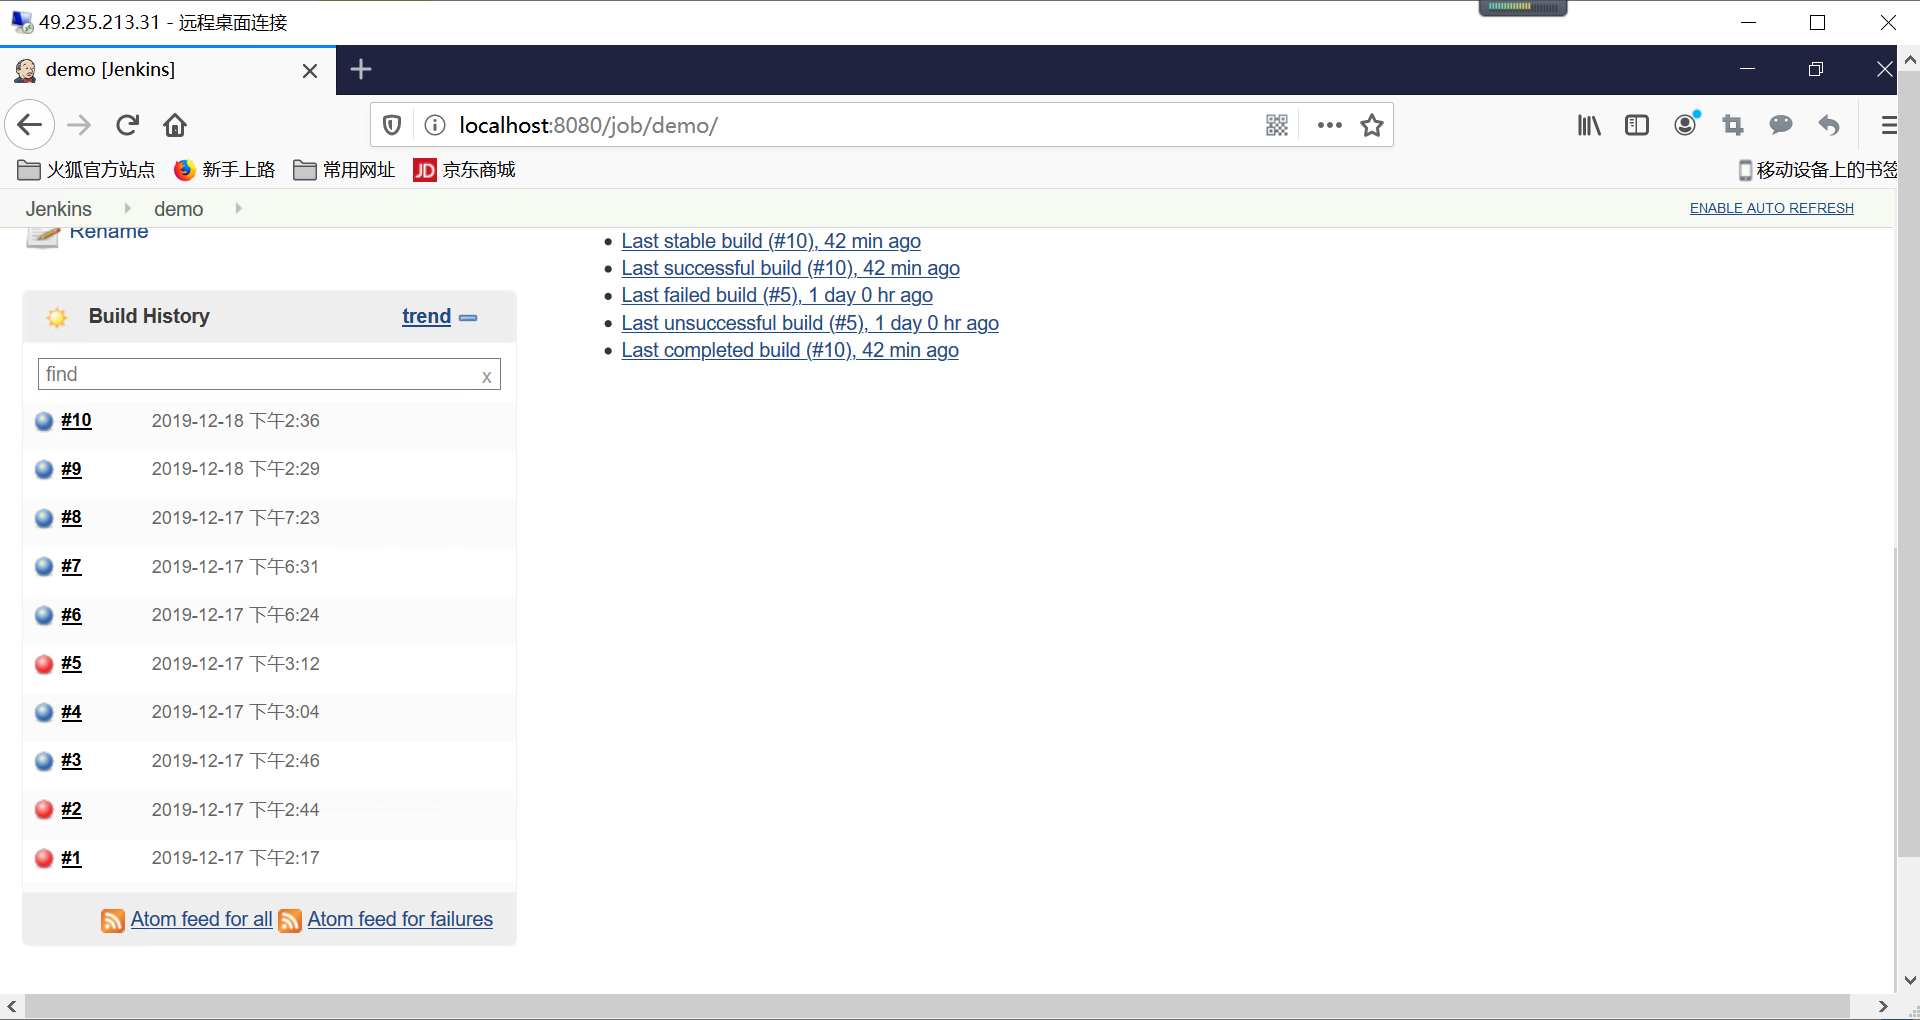 49.235.213.31 - 远程桌面连接
demo [Jenkins]
localhost:8080/job/demo/
火狐官方站点 新手上路 常用网址 JD 京东商城 移动设备上的书签
Jenkins demo ENABLE AUTO REFRESH
Rename
Last stable build (#10), 42 min ago
Last successful build (#10), 42 min ago
Last failed build (#5), 1 day 0 hr ago
Last unsuccessful build (#5), 1 day 0 hr ago
Last completed build (#10), 42 min ago
Build History trend
find x
#10 2019-12-18 下午2:36
#9 2019-12-18 下午2:29
#8 2019-12-17 下午7:23
#7 2019-12-17 下午6:31
#6 2019-12-17 下午6:24
#5 2019-12-17 下午3:12
#4 2019-12-17 下午3:04
#3 2019-12-17 下午2:46
#2 2019-12-17 下午2:44
#1 2019-12-17 下午2:17
Atom feed for all Atom feed for failures